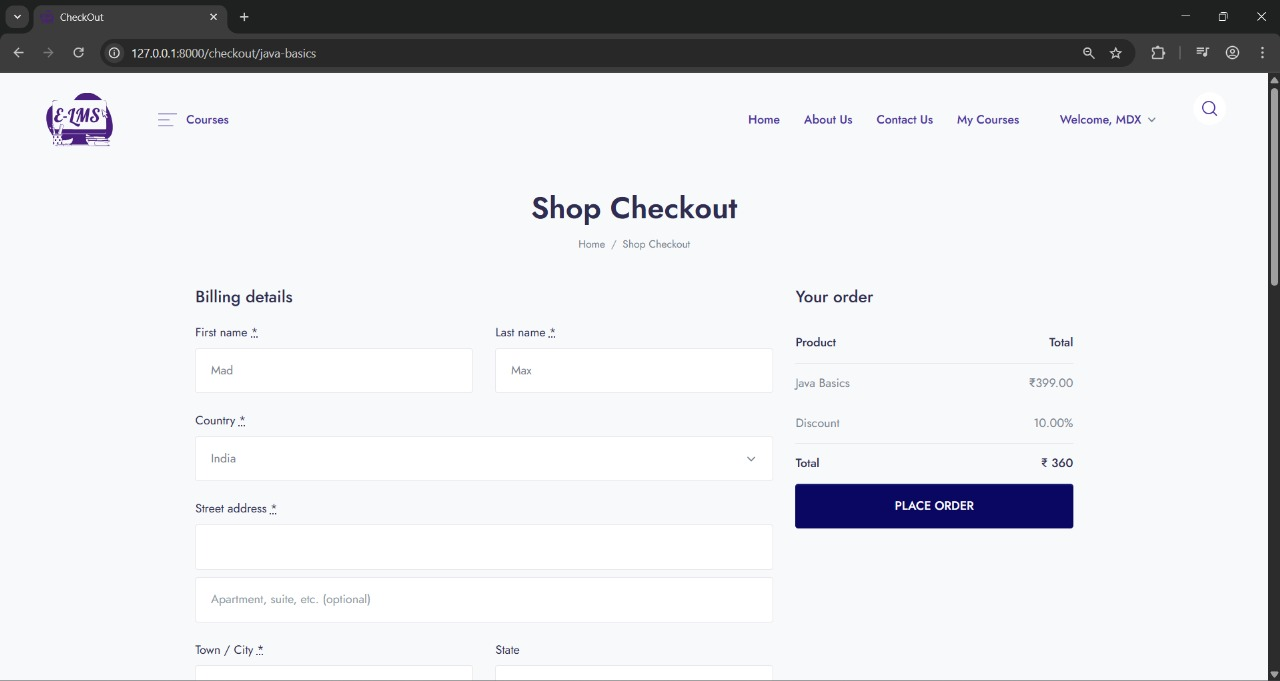 CheckOut
127.0.0.1:8000/checkout/java-basics
E-LMS
Courses
Home
About Us
Contact Us
My Courses
Welcome, MDX
Shop Checkout
Home / Shop Checkout
Billing details
First name *
Last name *
Mad
Max
Country *
India
Street address *
Apartment, suite, etc. (optional)
Town / City *
State
Your order
Product Total
Java Basics ₹399.00
Discount 10.00%
Total ₹ 360
PLACE ORDER